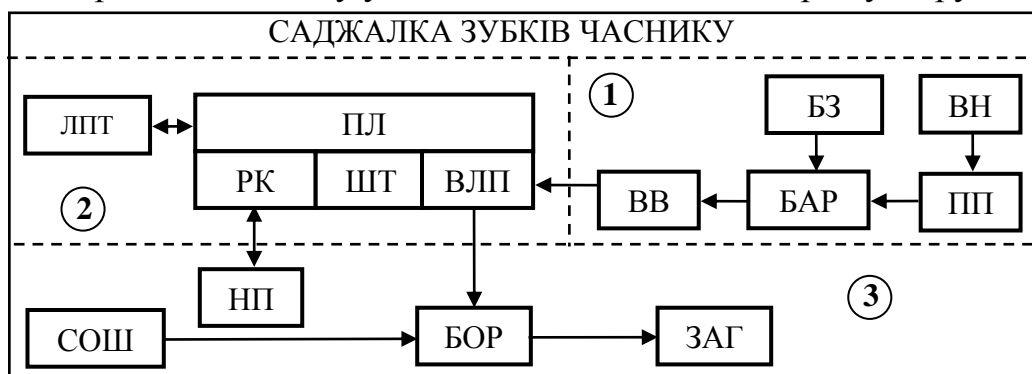 САДЖАЛКА ЗУБКІВ ЧАСНИКУ
1
БЗ
ВН
ЛПТ
ПЛ
РК
ШТ
ВЛП
ВВ
БАР
ПП
2
3
НП
СОШ
БОР
ЗАГ